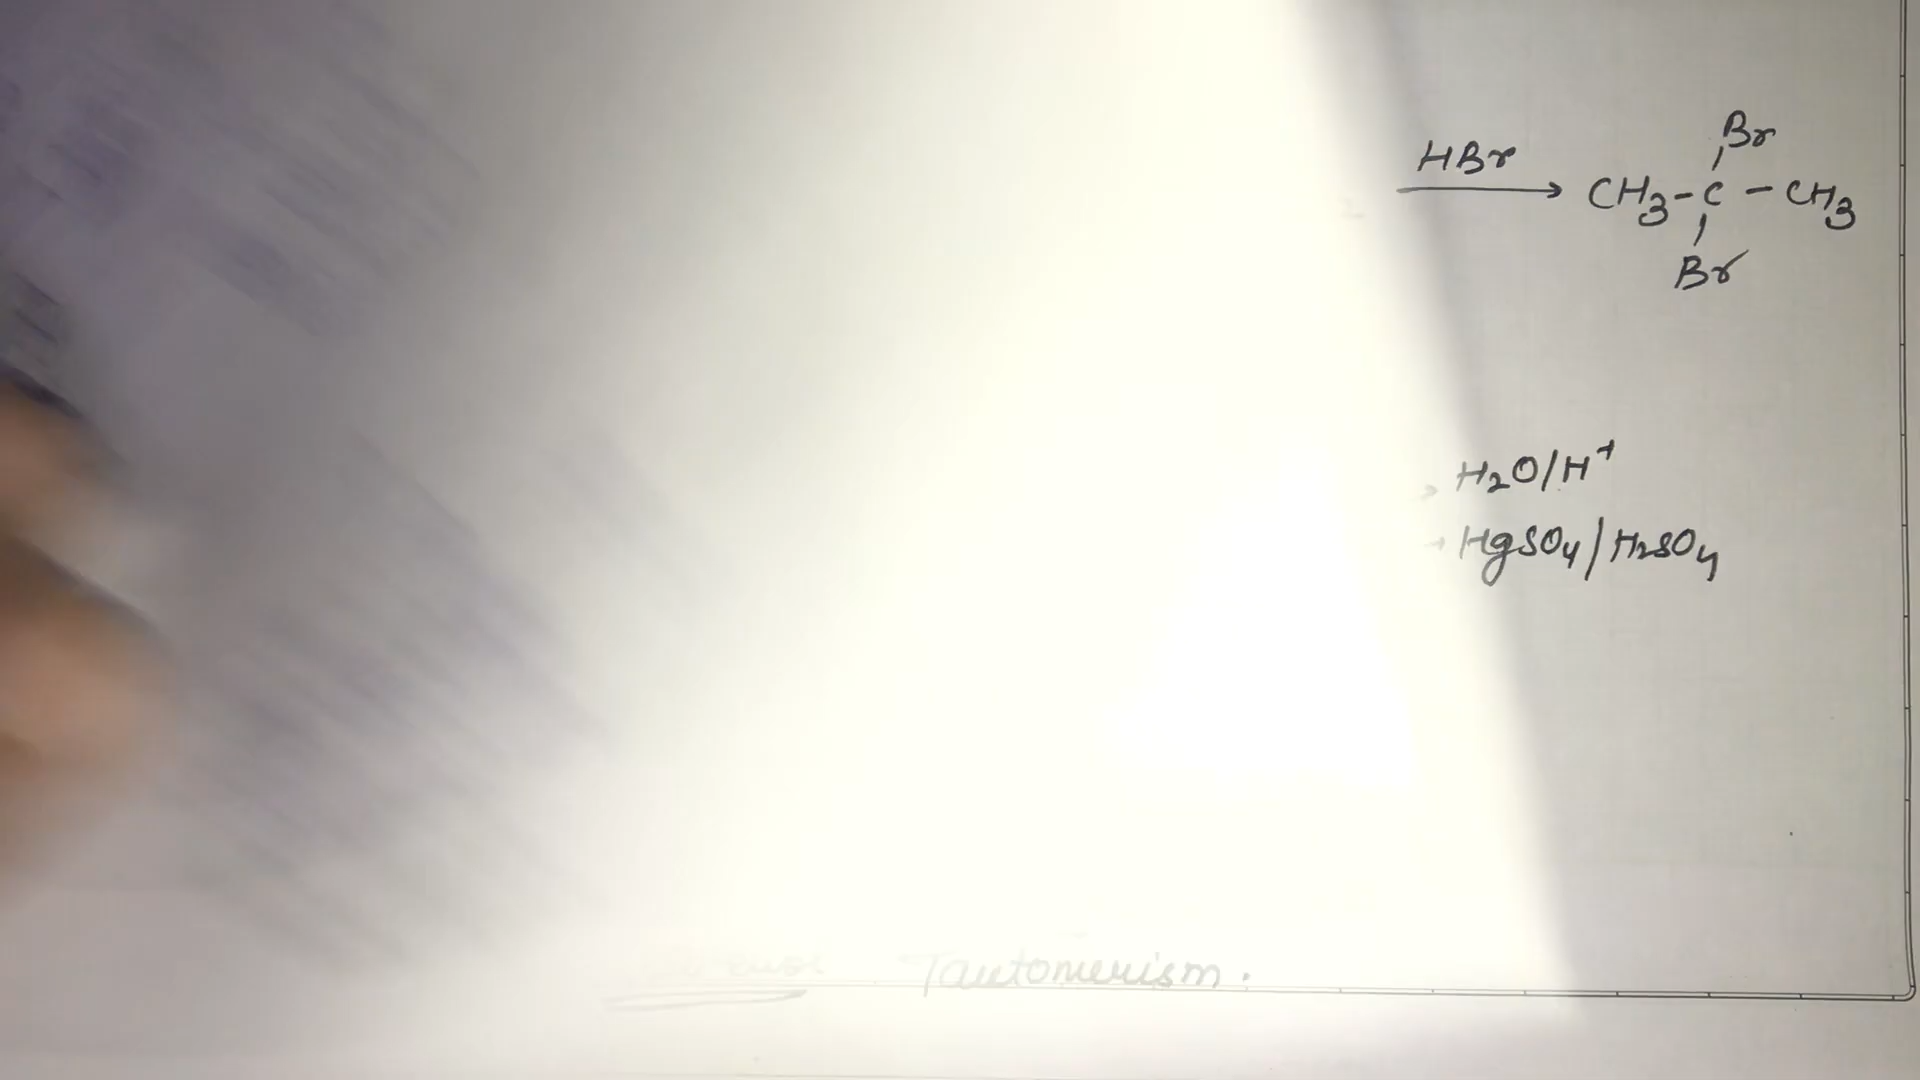 HBr
Br
→ CH3-C-CH3
Br
→ H2O/H+
→ HgSO4/H2SO4
Tautomerism.